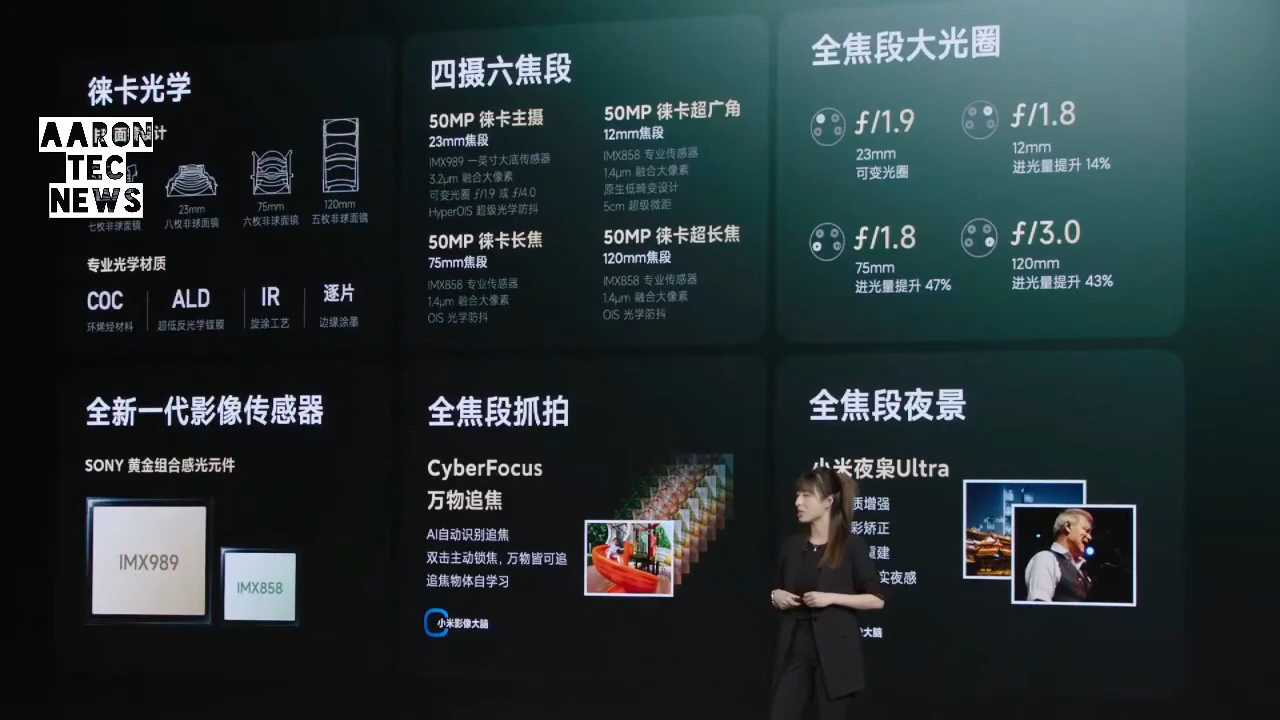 徕卡光学
AARON
TEC
NEWS
23mm
75mm
120mm
七枚非球面镜
八枚非球面镜
六枚非球面镜
五枚非球面镜
专业光学材质
COC
ALD
IR
逐片
环烯烃材料
超低反光学镀膜
旋涂工艺
边缘涂墨
四摄六焦段
50MP 徕卡主摄
23mm焦段
IMX989 一英寸大底传感器
3.2μm 融合大像素
可变光圈 ƒ/1.9 或 ƒ/4.0
HyperOIS 超级光学防抖
50MP 徕卡超广角
12mm焦段
IMX858 专业传感器
1.4μm 融合大像素
原生低畸变设计
5cm 超级微距
50MP 徕卡长焦
75mm焦段
IMX858 专业传感器
1.4μm 融合大像素
OIS 光学防抖
50MP 徕卡超长焦
120mm焦段
IMX858 专业传感器
1.4μm 融合大像素
OIS 光学防抖
全焦段大光圈
ƒ/1.9
23mm
可变光圈
ƒ/1.8
12mm
进光量提升 14%
ƒ/1.8
75mm
进光量提升 47%
ƒ/3.0
120mm
进光量提升 43%
全新一代影像传感器
SONY 黄金组合感光元件
IMX989
IMX858
全焦段抓拍
CyberFocus
万物追焦
AI自动识别追焦
双击主动锁焦，万物皆可追
追焦物体自学习
小米影像大脑
全焦段夜景
小米夜枭Ultra
质增强
彩矫正
重建
实夜感
大脑